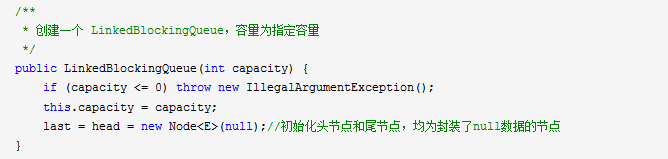 /**
 * 创建一个 LinkedBlockingQueue，容量为指定容量
 */
public LinkedBlockingQueue(int capacity) {
    if (capacity <= 0) throw new IllegalArgumentException();
    this.capacity = capacity;
    last = head = new Node<E>(null);//初始化头节点和尾节点，均为封装了null数据的节点
}